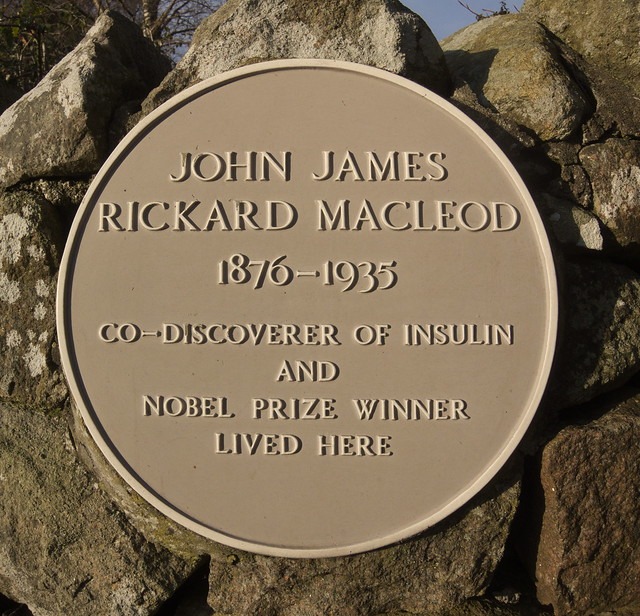 JOHN JAMES
RICKARD MACLEOD
1876-1935
CO-DISCOVERER OF INSULIN
AND
NOBEL PRIZE WINNER
LIVED HERE